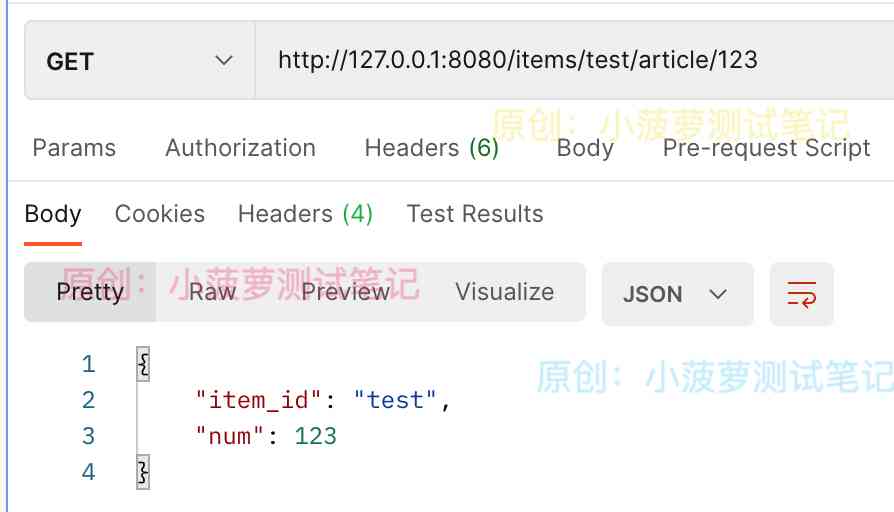 GET http://127.0.0.1:8080/items/test/article/123
原创：小菠萝测试笔记
Params Authorization Headers (6) Body Pre-request Script
Body Cookies Headers (4) Test Results
原创：小菠萝测试笔记
Pretty Raw Preview Visualize JSON
1 {
原创：小菠萝测试笔记
2 "item_id": "test",
3 "num": 123
4 }